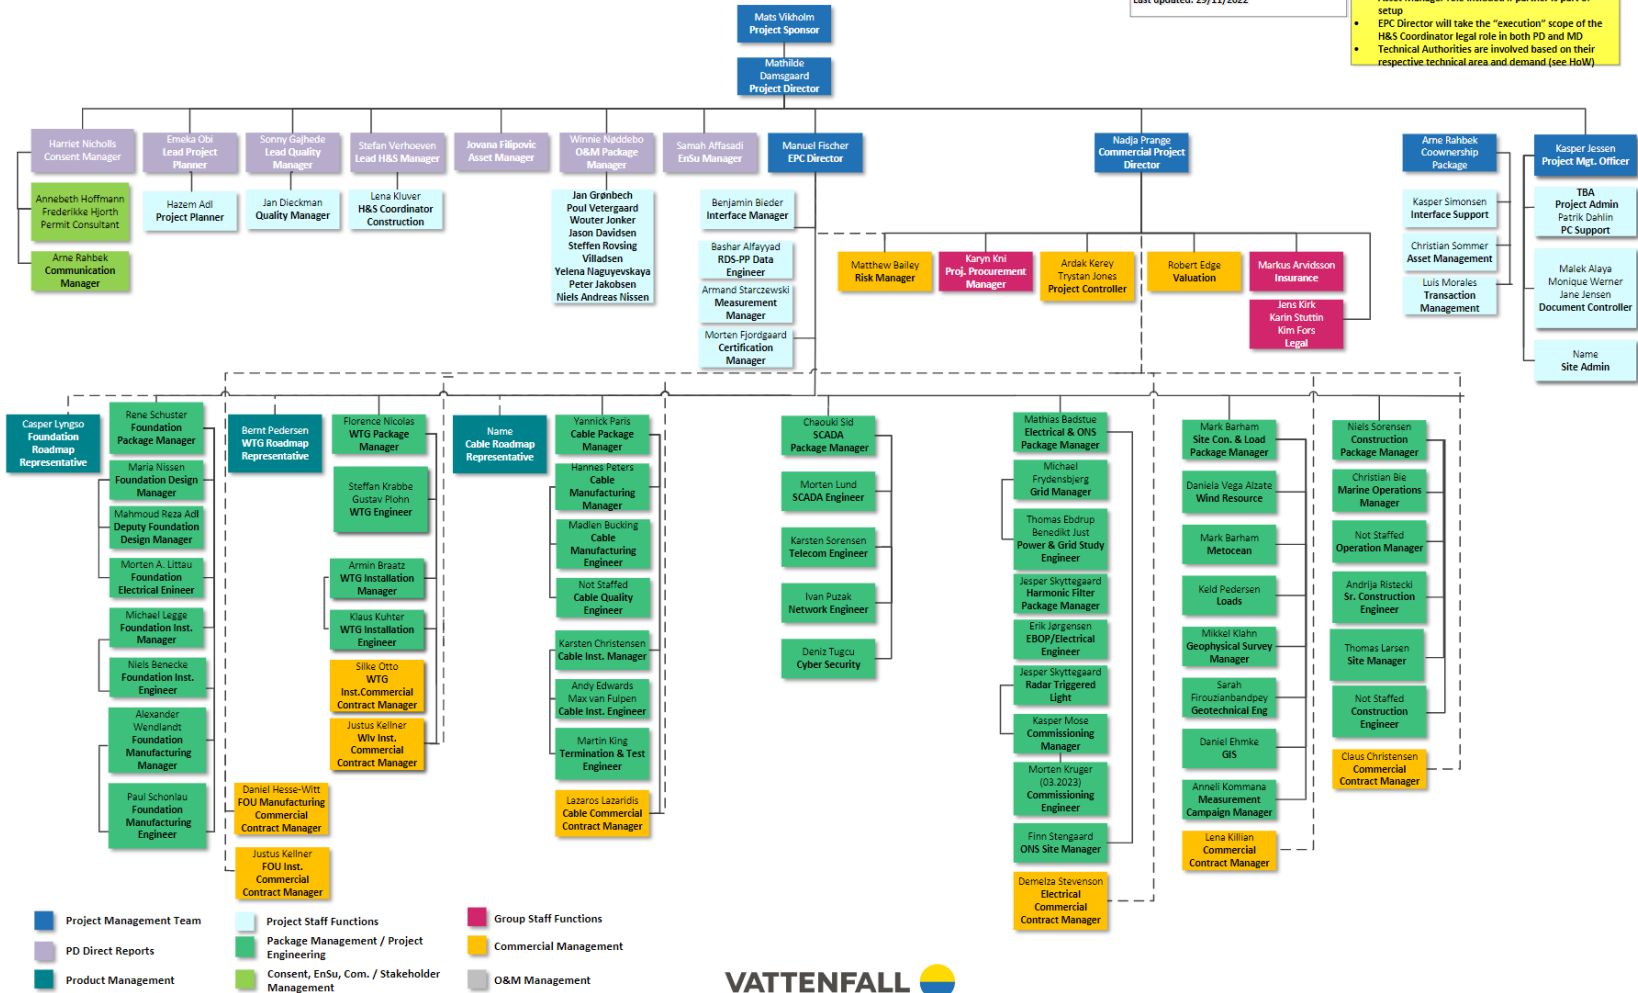 Last updated: 29/11/2022
Asset Manager role included if partner is part of
setup
• EPC Director will take the “execution” scope of the
H&S Coordinator legal role in both PD and MD
• Technical Authorities are involved based on their
respective technical area and demand (see HoW)
Mats Vikholm
Project Sponsor
Mathilde
Damsgaard
Project Director
Harriet Nicholls
Consent Manager
Emeka Obi
Lead Project
Planner
Sonny Gajhede
Lead Quality
Manager
Stefan Verhoeven
Lead H&S Manager
Jovana Filipovic
Asset Manager
Winnie Nøddebo
O&M Package
Manager
Samah Affasadi
EnSu Manager
Manuel Fischer
EPC Director
Nadja Prange
Commercial Project
Director
Arne Rahbek
Coownership
Package
Kasper Jessen
Project Mgt. Officer
Annebeth Hoffmann
Frederikke Hjorth
Permit Consultant
Arne Rahbek
Communication
Manager
Hazem Adl
Project Planner
Jan Dieckman
Quality Manager
Lena Kluver
H&S Coordinator
Construction
Jan Grønbech
Poul Vetergaard
Wouter Jonker
Jason Davidsen
Steffen Rovsing
Villadsen
Yelena Naguyevskaya
Peter Jakobsen
Niels Andreas Nissen
Benjamin Bieder
Interface Manager
Bashar Alfayyad
RDS-PP Data
Engineer
Armand Starczewski
Measurement
Manager
Morten Fjordgaard
Certification
Manager
Matthew Bailey
Risk Manager
Karyn Kni
Proj. Procurement
Manager
Ardak Kerey
Trystan Jones
Project Controller
Robert Edge
Valuation
Markus Arvidsson
Insurance
Jens Kirk
Karin Stuttin
Kim Fors
Legal
Kasper Simonsen
Interface Support
Christian Sommer
Asset Management
Luis Morales
Transaction
Management
TBA
Project Admin
Patrik Dahlin
PC Support
Malek Alaya
Monique Werner
Jane Jensen
Document Controller
Name
Site Admin
Casper Lyngso
Foundation
Roadmap
Representative
Rene Schuster
Foundation
Package Manager
Maria Nissen
Foundation Design
Manager
Mahmoud Reza Adl
Deputy Foundation
Design Manager
Morten A. Littau
Foundation
Electrical Enineer
Michael Legge
Foundation Inst.
Manager
Niels Benecke
Foundation Inst.
Engineer
Alexander
Wendlandt
Foundation
Manufacturing
Manager
Paul Schonlau
Foundation
Manufacturing
Engineer
Bernt Pedersen
WTG Roadmap
Representative
Daniel Hesse-Witt
FOU Manufacturing
Commercial
Contract Manager
Justus Kellner
FOU Inst.
Commercial
Contract Manager
Florence Nicolas
WTG Package
Manager
Steffan Krabbe
Gustav Plohn
WTG Engineer
Armin Braatz
WTG Installation
Manager
Klaus Kuhter
WTG Installation
Engineer
Silke Otto
WTG
Inst.Commercial
Contract Manager
Justus Kellner
Wlv Inst.
Commercial
Contract Manager
Name
Cable Roadmap
Representative
Yannick Paris
Cable Package
Manager
Hannes Peters
Cable
Manufacturing
Manager
Madlen Bucking
Cable
Manufacturing
Engineer
Not Staffed
Cable Quality
Engineer
Karsten Christensen
Cable Inst. Manager
Andy Edwards
Max van Fulpen
Cable Inst. Engineer
Martin King
Termination & Test
Engineer
Lazaros Lazaridis
Cable Commercial
Contract Manager
Chaouki Sid
SCADA
Package Manager
Morten Lund
SCADA Engineer
Karsten Sorensen
Telecom Engineer
Ivan Puzak
Network Engineer
Deniz Tugcu
Cyber Security
Mathias Badstue
Electrical & ONS
Package Manager
Michael
Frydensbjerg
Grid Manager
Thomas Ebdrup
Benedikt Just
Power & Grid Study
Engineer
Jesper Skyttegaard
Harmonic Filter
Package Manager
Erik Jørgensen
EBOP/Electrical
Engineer
Jesper Skyttegaard
Radar Triggered
Light
Kasper Mose
Commissioning
Manager
Morten Kruger
(03.2023)
Commissioning
Engineer
Finn Stengaard
ONS Site Manager
Demelza Stevenson
Electrical
Commercial
Contract Manager
Mark Barham
Site Con. & Load
Package Manager
Daniela Vega Alzate
Wind Resource
Mark Barham
Metocean
Keld Pedersen
Loads
Mikkel Klahn
Geophysical Survey
Manager
Sarah
Firouzianbandpey
Geotechnical Eng
Daniel Ehmke
GIS
Anneli Kommana
Measurement
Campaign Manager
Lena Killian
Commercial
Contract Manager
Niels Sorensen
Construction
Package Manager
Christian Bie
Marine Operations
Manager
Not Staffed
Operation Manager
Andrija Ristecki
Sr. Construction
Engineer
Thomas Larsen
Site Manager
Not Staffed
Construction
Engineer
Claus Christensen
Commercial
Contract Manager
Project Management Team
PD Direct Reports
Product Management
Project Staff Functions
Package Management / Project
Engineering
Consent, EnSu, Com. / Stakeholder
Management
Group Staff Functions
Commercial Management
O&M Management
VATTENFALL